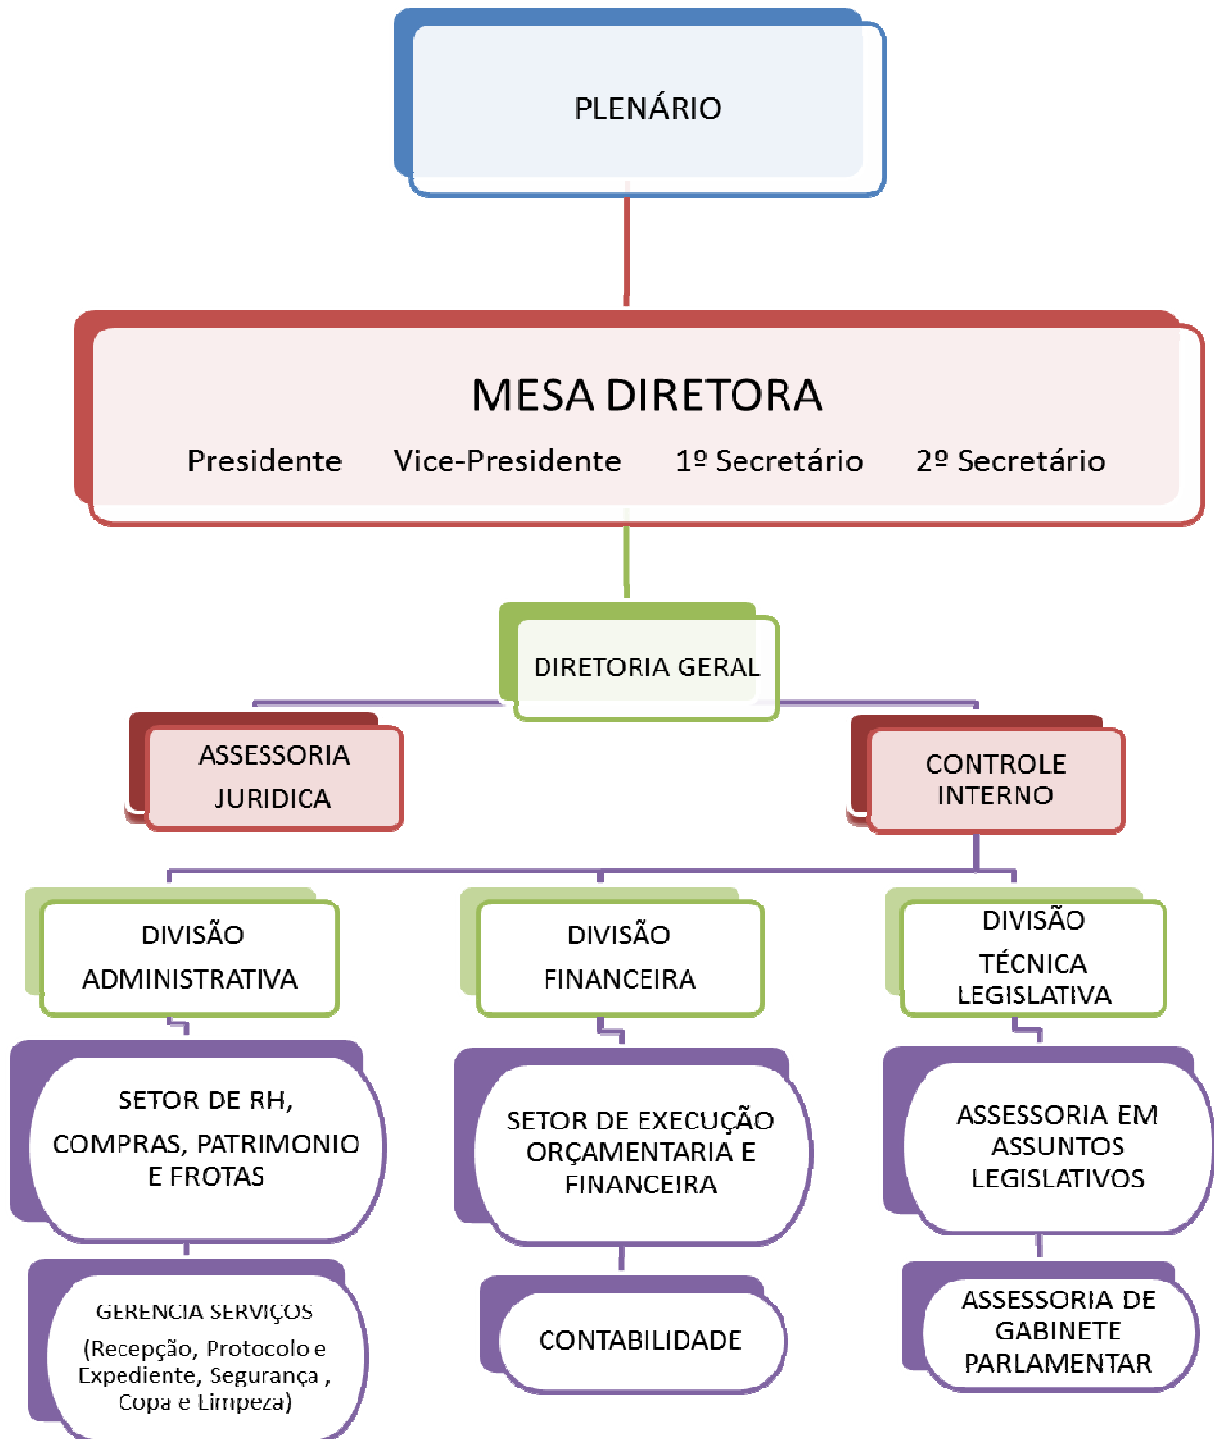 PLENÁRIO
MESA DIRETORA
Presidente Vice-Presidente 1º Secretário 2º Secretário
DIRETORIA GERAL
ASSESSORIA
JURIDICA
CONTROLE
INTERNO
DIVISÃO
ADMINISTRATIVA
DIVISÃO
FINANCEIRA
DIVISÃO
TÉCNICA
LEGISLATIVA
SETOR DE RH,
COMPRAS, PATRIMONIO
E FROTAS
SETOR DE EXECUÇÃO
ORÇAMENTARIA E
FINANCEIRA
ASSESSORIA EM
ASSUNTOS
LEGISLATIVOS
GERENCIA SERVIÇOS
(Recepção, Protocolo e
Expediente, Segurança ,
Copa e Limpeza)
CONTABILIDADE
ASSESSORIA DE
GABINETE
PARLAMENTAR